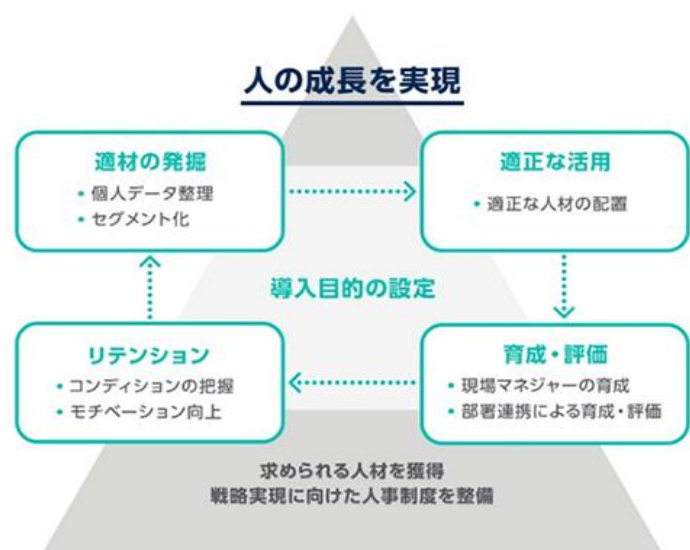 人の成長を実現
適材の発掘
• 個人データ整理
• セグメント化
適正な活用
• 適正な人材の配置
導入目的の設定
リテンション
• コンディションの把握
• モチベーション向上
育成・評価
• 現場マネジャーの育成
• 部署連携による育成・評価
求められる人材を獲得
戦略実現に向けた人事制度を整備